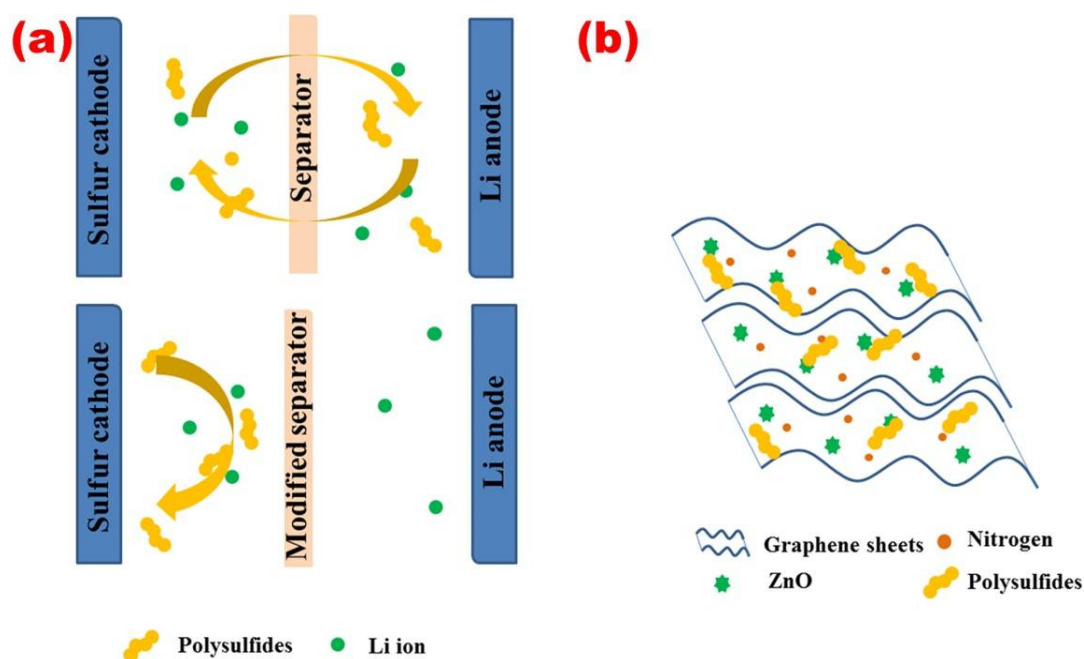 (a)
Sulfur cathode
Separator
Li anode
Sulfur cathode
Modified separator
Li anode
Polysulfides
Li ion
(b)
Graphene sheets
Nitrogen
ZnO
Polysulfides